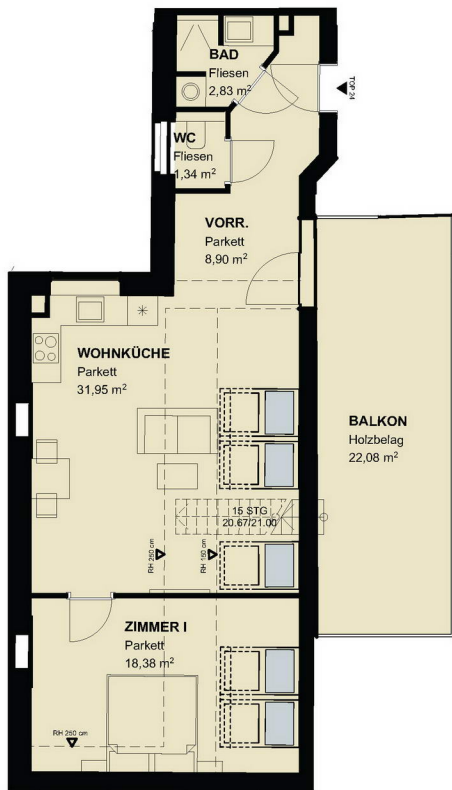 BAD
Fliesen
2,83 m²
TOP 24
WC
Fliesen
1,34 m²
VORR.
Parkett
8,90 m²
WOHNKÜCHE
Parkett
31,95 m²
BALKON
Holzbelag
22,08 m²
15 STG
20.67/21.00
RH 250 cm
RH 150 cm
ZIMMER I
Parkett
18,38 m²
RH 250 cm